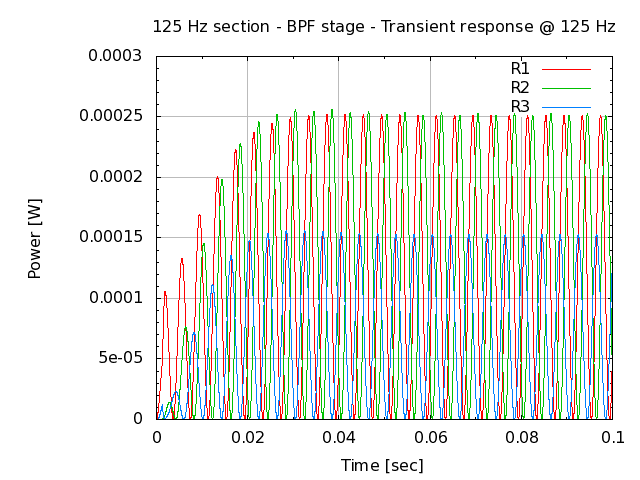 125 Hz section - BPF stage - Transient response @ 125 Hz
0.0003
R1
R2
R3
0.00025
0.0002
0.00015
0.0001
5e-05
0
Power [W]
0 0.02 0.04 0.06 0.08 0.1
Time [sec]